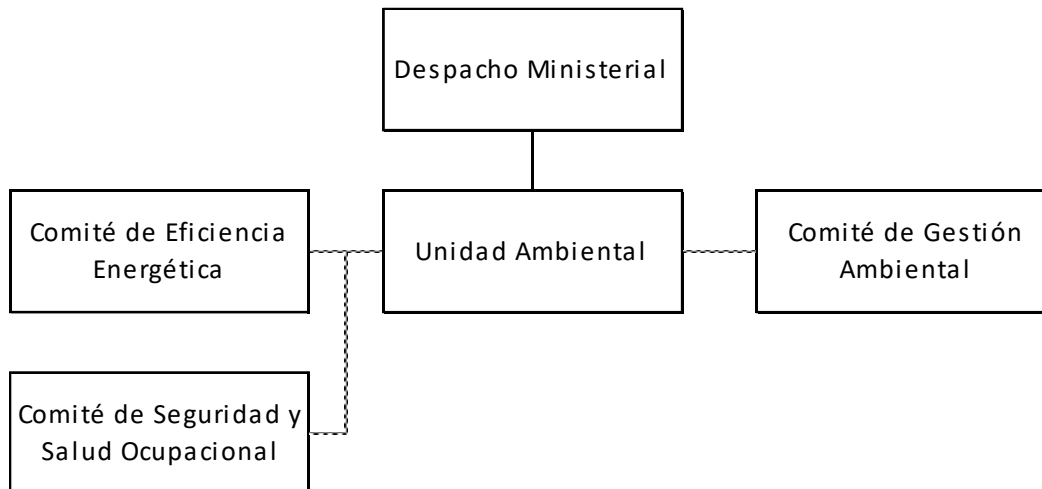 Despacho Ministerial
Comité de Eficiencia
Energética
Unidad Ambiental
Comité de Gestión
Ambiental
Comité de Seguridad y
Salud Ocupacional